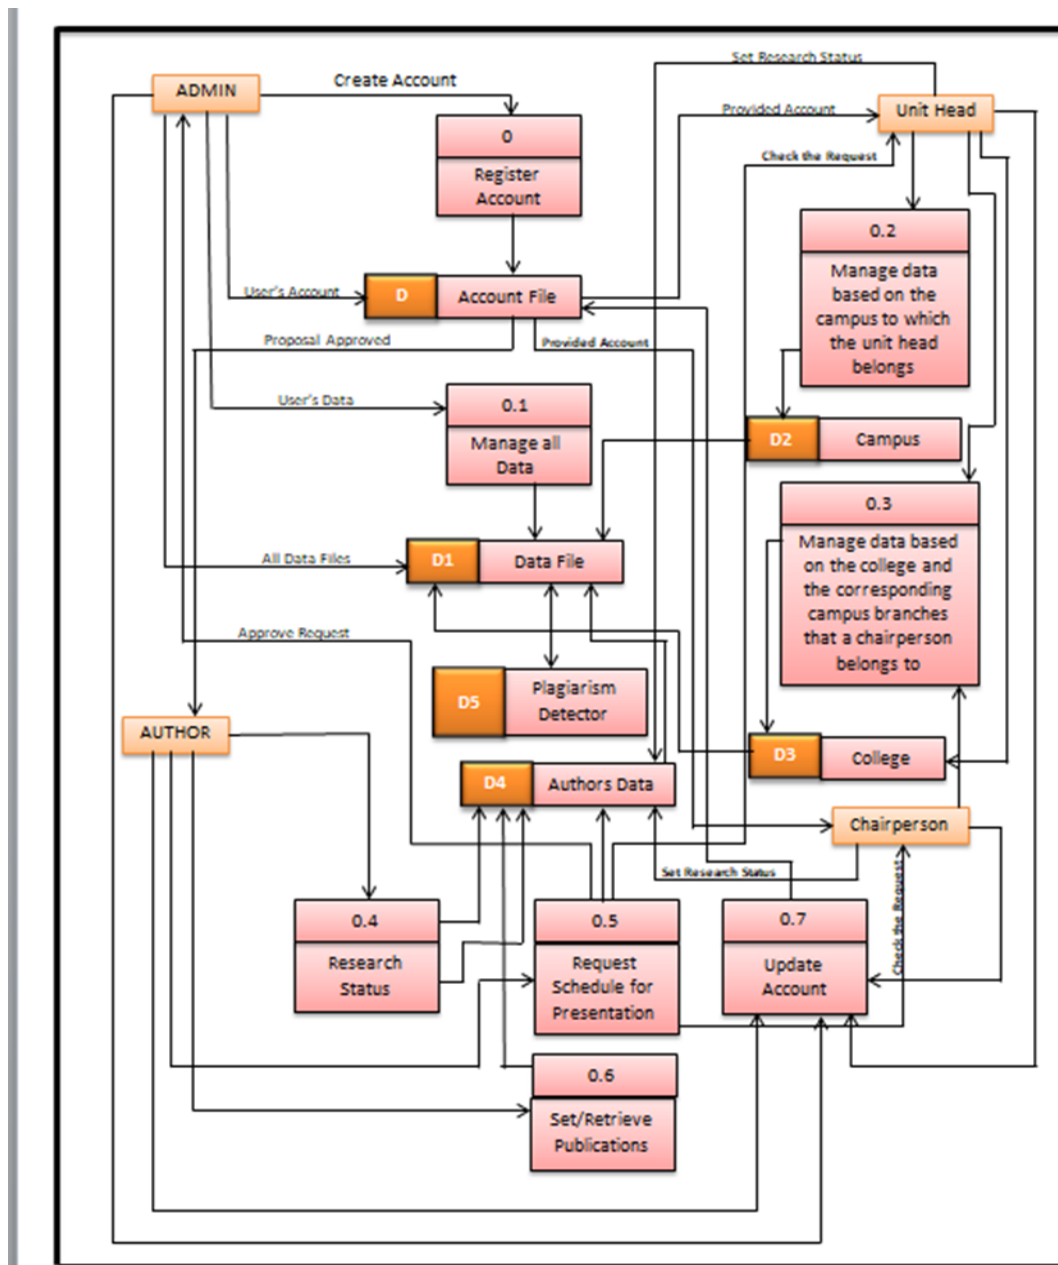 Set Research Status
ADMIN
Create Account
Unit Head
Provided Account
0
Check the Request
Register
Account
0.2
Manage data
based on the
campus to which
the unit head
belongs
D
Account File
User's Account
Proposal Approved
Provided Account
User's Data
0.1
Manage all
Data
D2
Campus
0.3
Manage data based
on the college and
the corresponding
campus branches
that a chairperson
belongs to
All Data Files
D1
Data File
Approve Request
D5
Plagiarism
Detector
AUTHOR
D3
College
D4
Authors Data
Chairperson
Set Research Status
Check the Request
0.4
Research
Status
0.5
Request
Schedule for
Presentation
0.7
Update
Account
0.6
Set/Retrieve
Publications